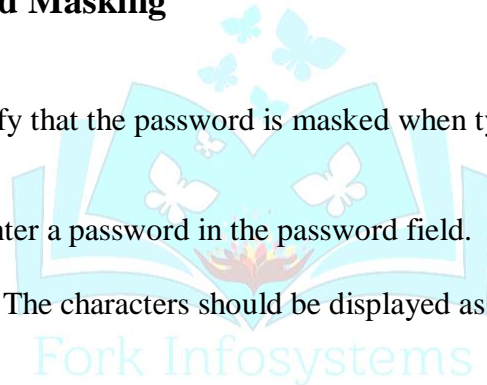 d Masking
fy that the password is masked when ty
nter a password in the password field.
The characters should be displayed as
Fork Infosystems